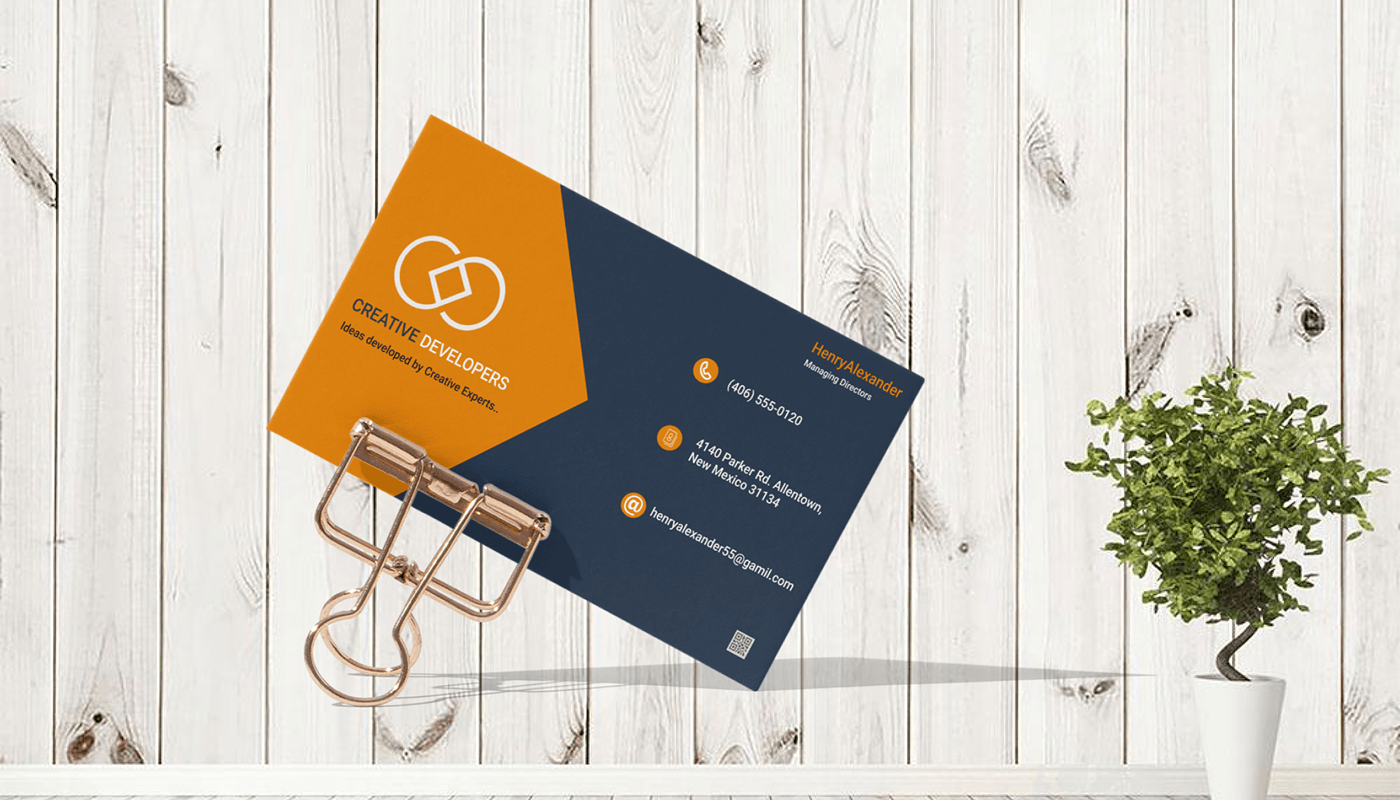 CREATIVE DEVELOPERS
Ideas developed by Creative Experts..
HenryAlexander
Managing Directors
(406) 555-0120
4140 Parker Rd. Allentown,
New Mexico 31134
henryalexander55@gamil.com